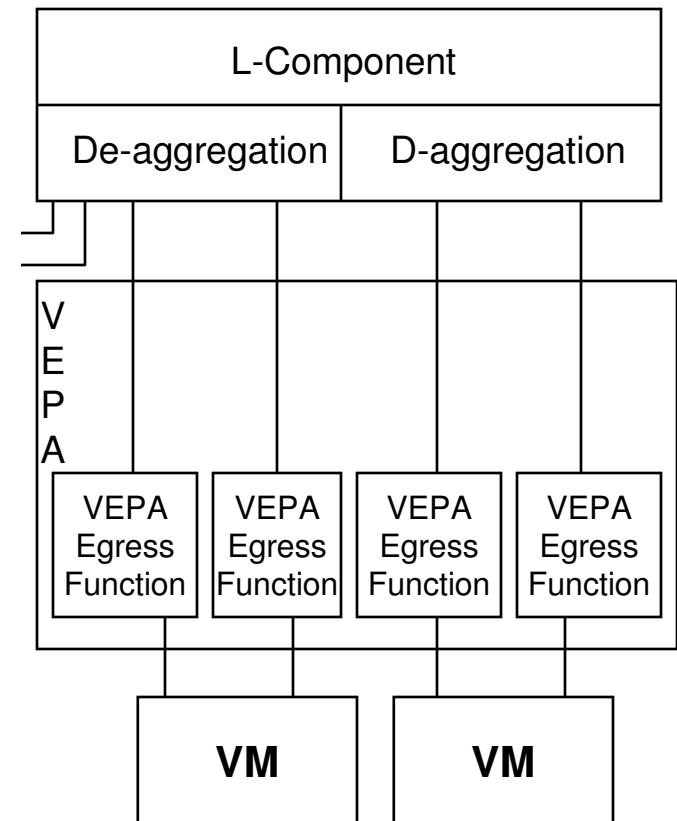 L-Component
De-aggregation
D-aggregation
V
E
P
A
VEPA
Egress
Function
VEPA
Egress
Function
VEPA
Egress
Function
VEPA
Egress
Function
VM
VM